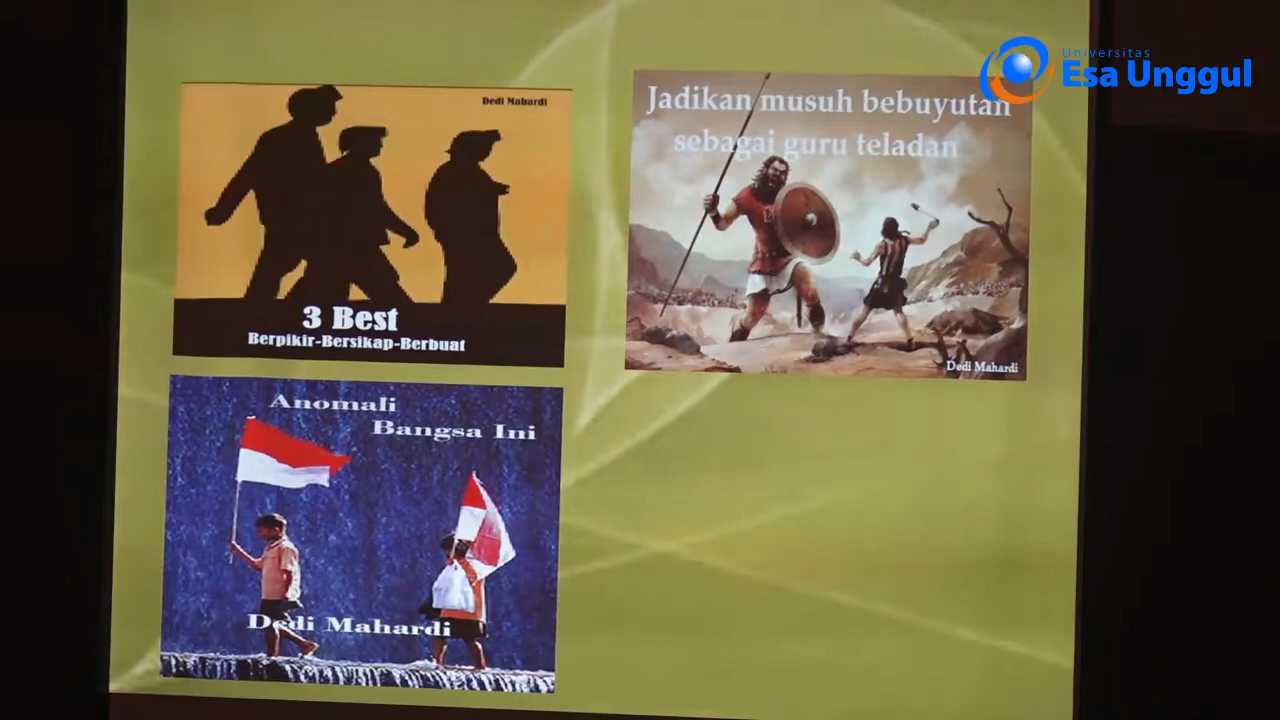 Universitas
Esa Unggul
Dedi Mahardi
3 Best
Berpikir-Bersikap-Berbuat
Jadikan musuh bebuyutan
sebagai guru teladan
Dedi Mahardi
Anomali
Bangsa Ini
Dedi Mahardi